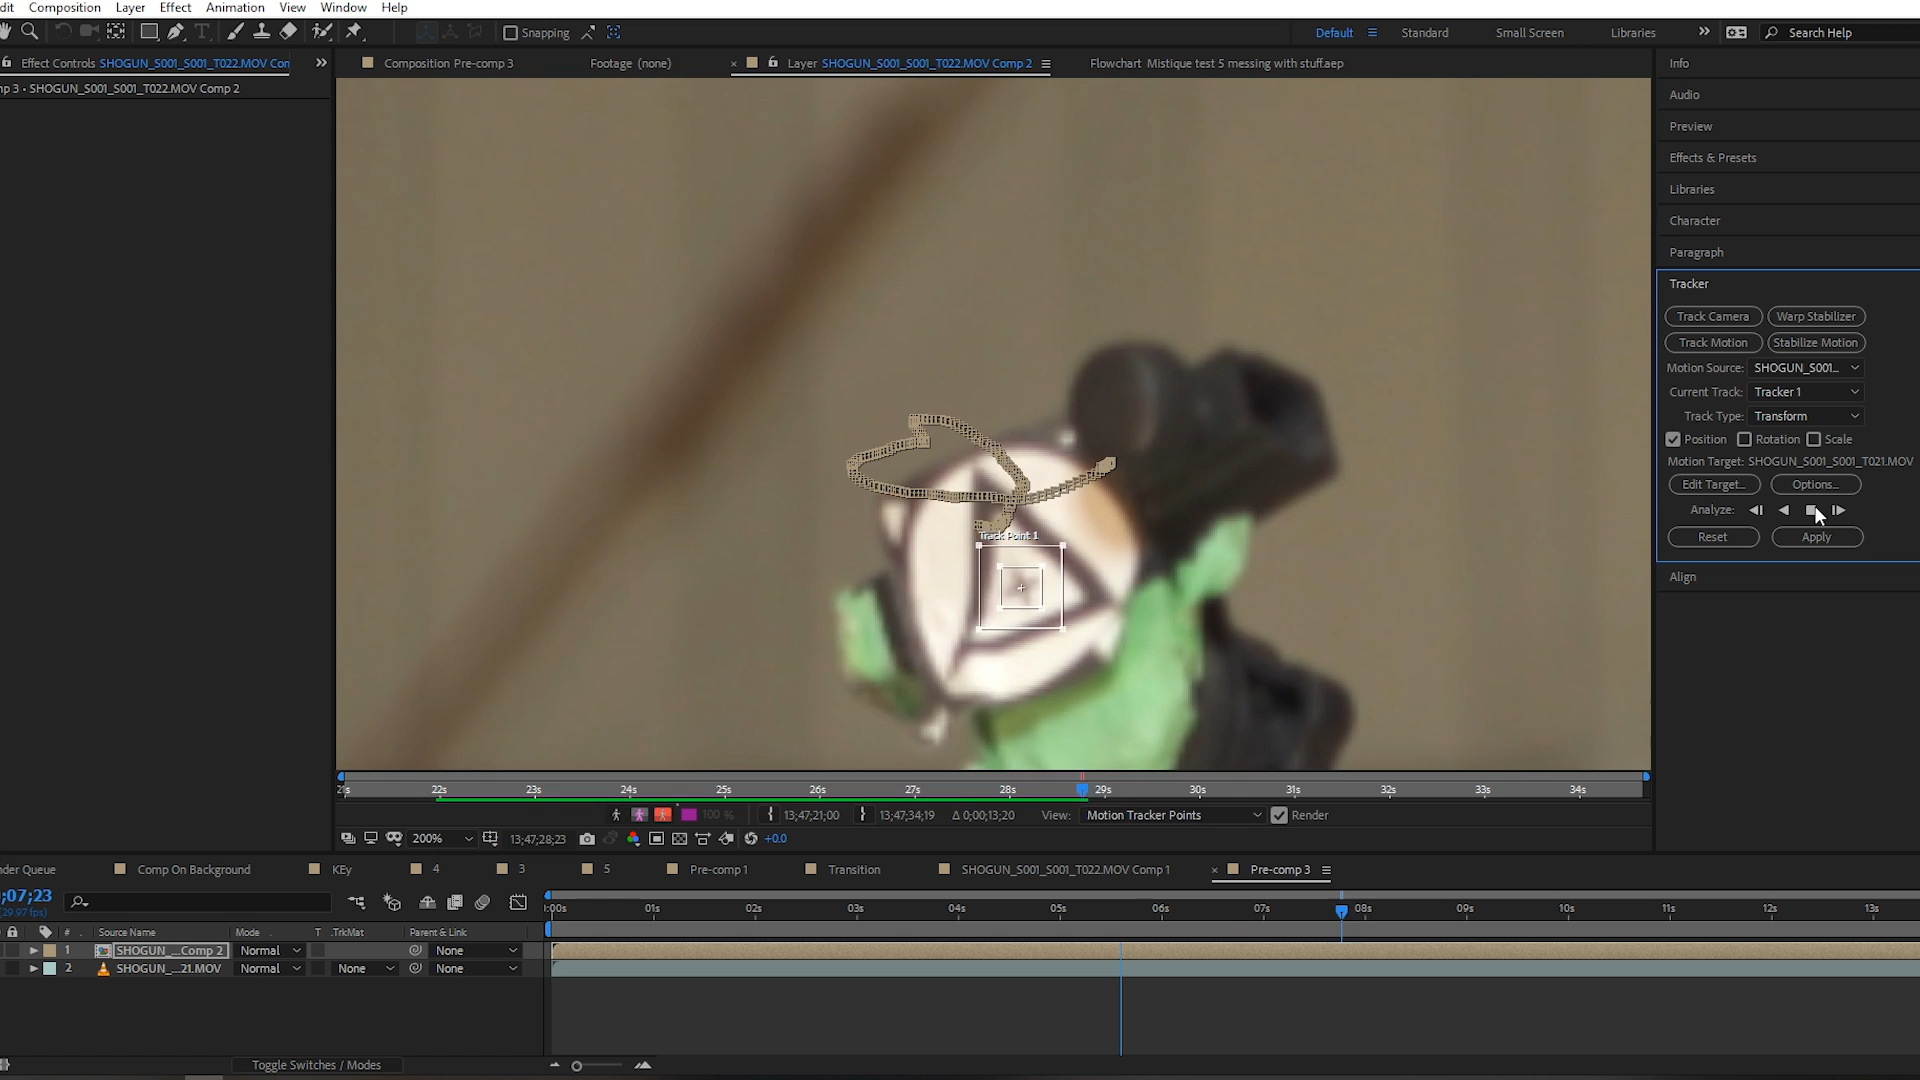 dit Composition Layer Effect Animation View Window Help
Snapping Default Standard Small Screen Libraries Search Help
Effect Controls SHOGUN_S001_S001_T022.MOV Con
Composition Pre-comp 3 Footage (none) Layer SHOGUN_S001_S001_T022.MOV Comp 2 Flowchart Mistique test 5 messing with stuff.aep
np 3 • SHOGUN_S001_S001_T022.MOV Comp 2
Info
Audio
Preview
Effects & Presets
Libraries
Character
Paragraph
Tracker
Track Camera Warp Stabilizer
Track Motion Stabilize Motion
Motion Source: SHOGUN_S001...
Current Track: Tracker 1
Track Type: Transform
Position Rotation Scale
Motion Target: SHOGUN_S001_S001_T021.MOV
Edit Target... Options...
Analyze:
Reset Apply
Align
Track Point 1
21s 22s 23s 24s 25s 26s 27s 28s 29s 30s 31s 32s 33s 34s
100 % 13;47;21;00 13;47;34;19 Δ 0;00;13;20 View: Motion Tracker Points Render
200% 13;47;28;23 +0.0
nder Queue Comp On Background KEy 4 3 5 Pre-comp 1 Transition SHOGUN_S001_S001_T022.MOV Comp 1 Pre-comp 3
;07;23
(29.97 fps)
:00s 01s 02s 03s 04s 05s 06s 07s 08s 09s 10s 11s 12s 13s
# Source Name Mode T .TrkMat Parent & Link
1 SHOGUN_...Comp 2 Normal None
2 SHOGUN_...21.MOV Normal None None
Toggle Switches / Modes